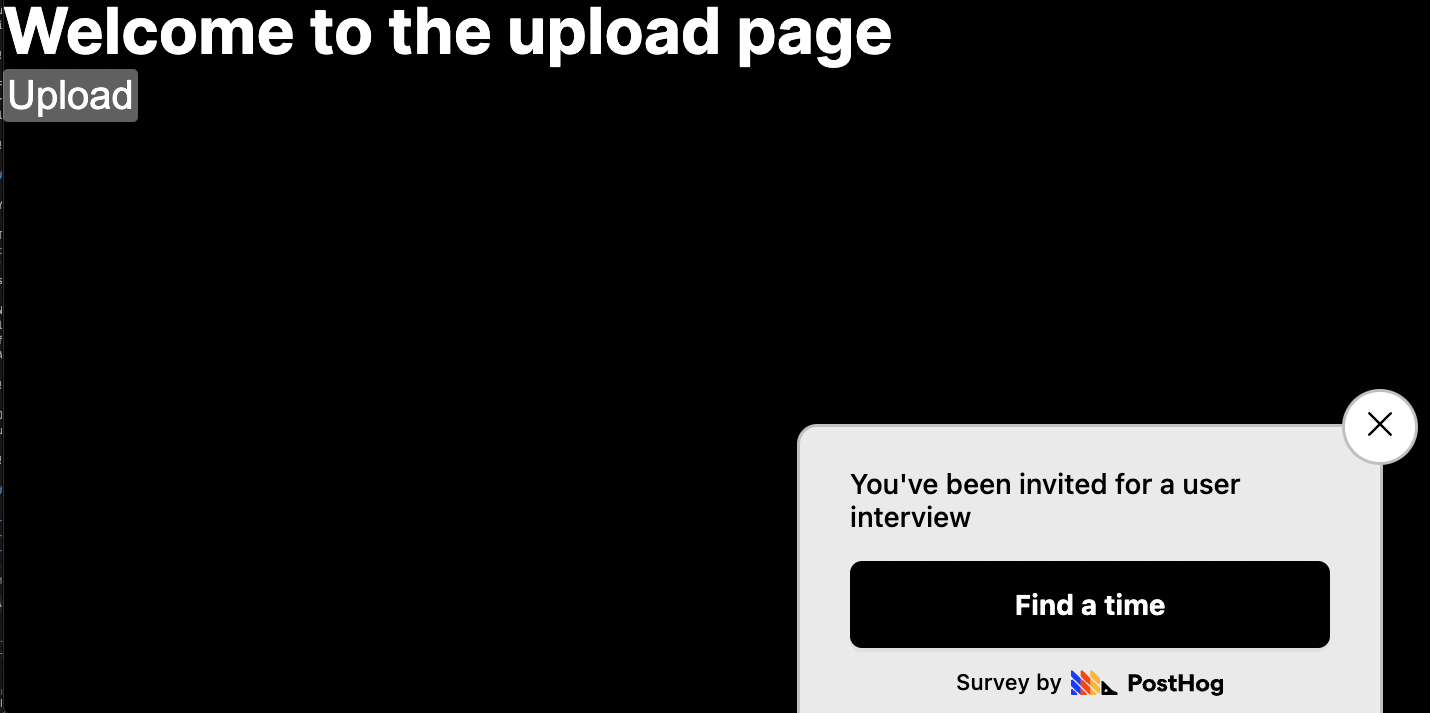 Welcome to the upload page
Upload
You've been invited for a user
interview
Find a time
Survey by PostHog